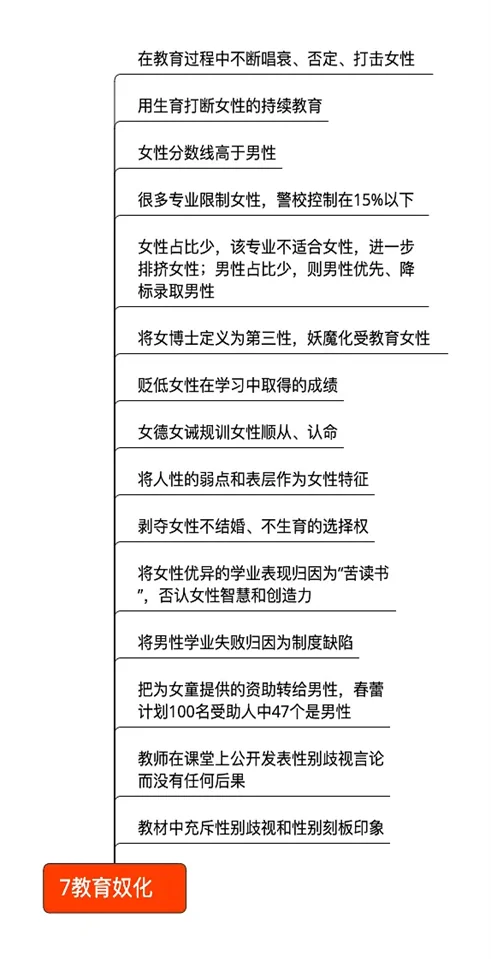 在教育过程中不断唱衰、否定、打击女性
用生育打断女性的持续教育
女性分数线高于男性
很多专业限制女性，警校控制在15%以下
女性占比少，该专业不适合女性，进一步
排挤女性；男性占比少，则男性优先、降
标录取男性
将女博士定义为第三性，妖魔化受教育女性
贬低女性在学习中取得的成绩
女德女诫规训女性顺从、认命
将人性的弱点和表层作为女性特征
剥夺女性不结婚、不生育的选择权
将女性优异的学业表现归因为“苦读书
”，否认女性智慧和创造力
将男性学业失败归因为制度缺陷
把为女童提供的资助转给男性，春蕾
计划100名受助人中47个是男性
教师在课堂上公开发表性别歧视言论
而没有任何后果
教材中充斥性别歧视和性别刻板印象
7教育奴化